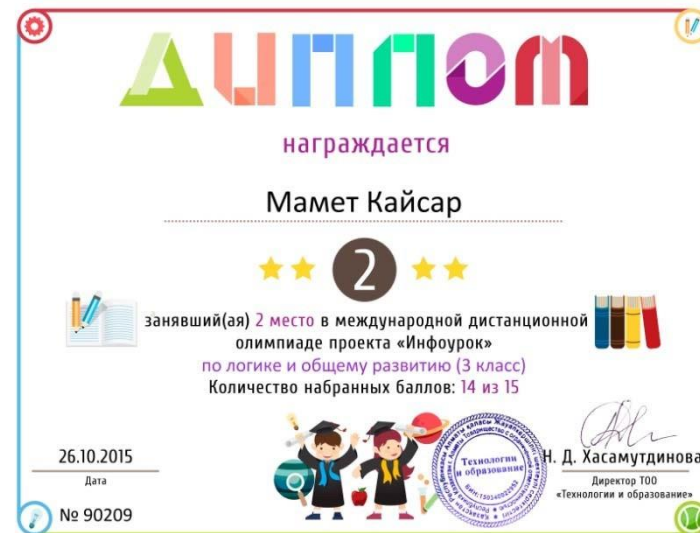 ДИПЛОМ
награждается
Мамет Кайсар
2
занявший(ая) 2 место в международной дистанционной
олимпиаде проекта «Инфоурок»
по логике и общему развитию (3 класс)
Количество набранных баллов: 14 из 15
26.10.2015
Дата
№ 90209
Технологии
и образование
Н. Д. Хасамутдинова
Директор ТОО
«Технологии и образование»